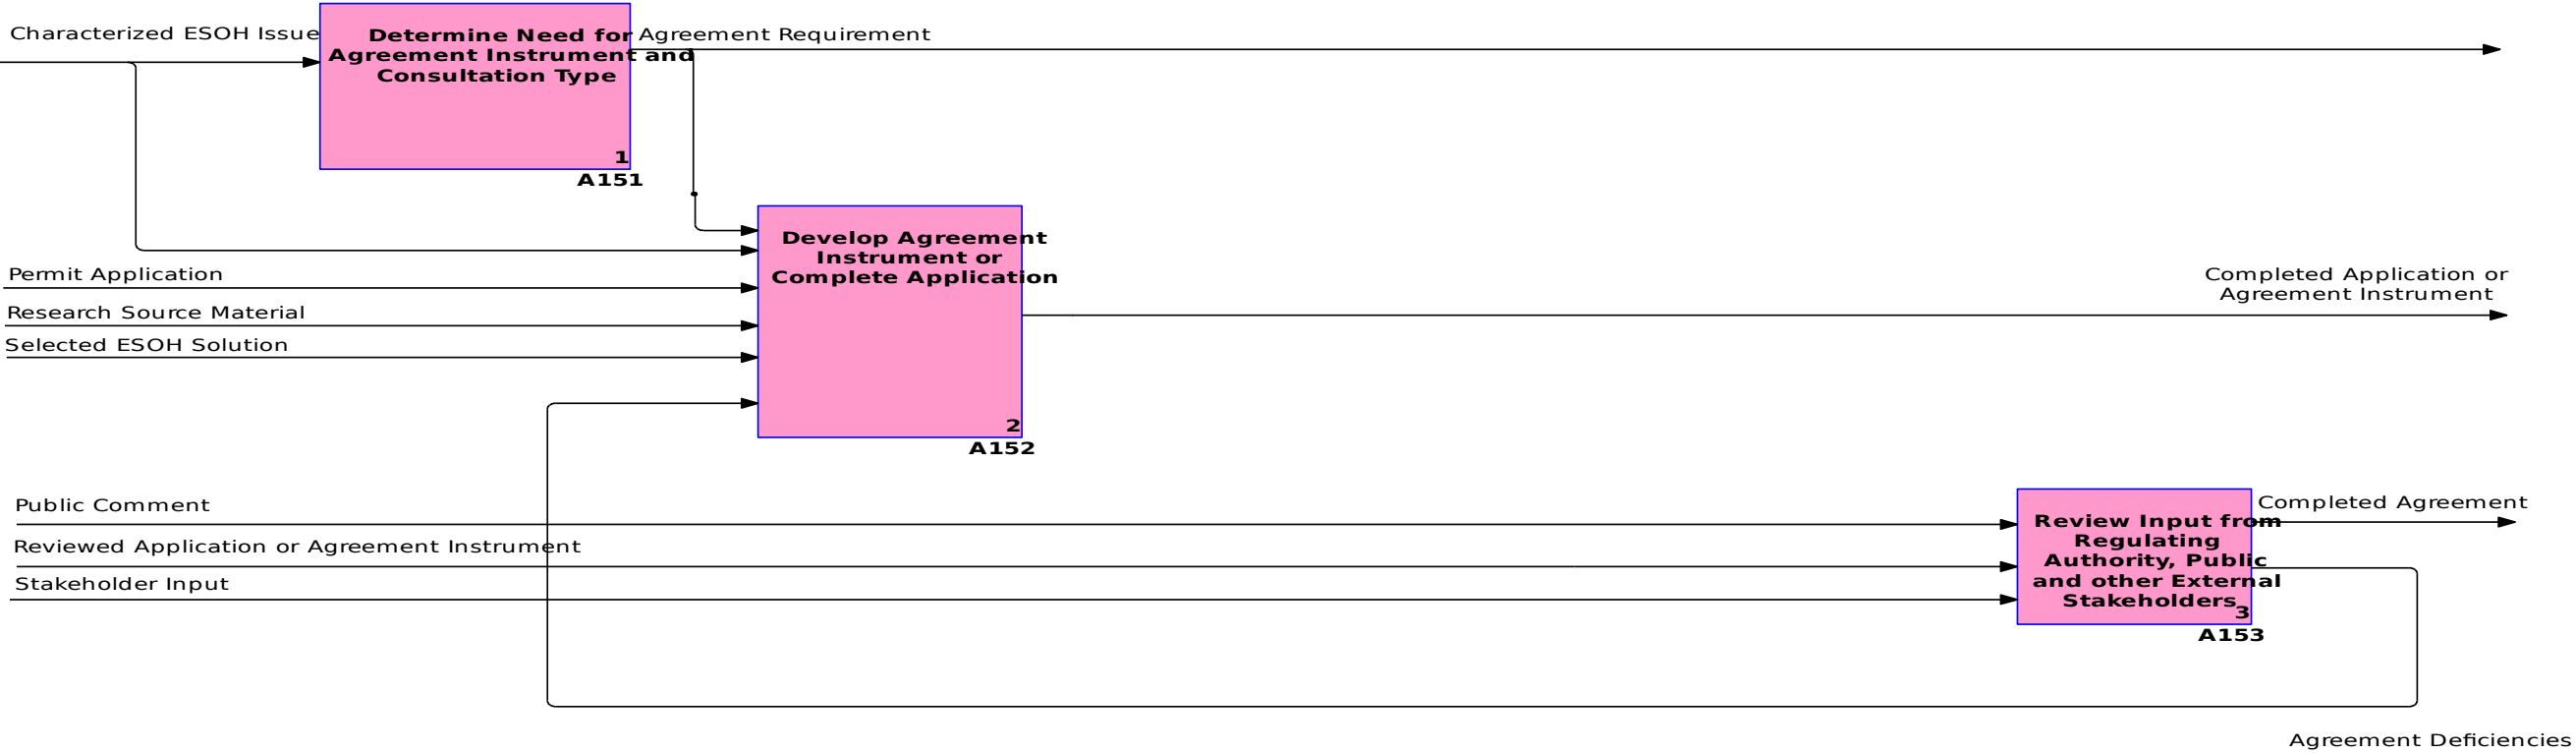 Characterized ESOH Issue
Determine Need for
Agreement Instrument and
Consultation Type
1
A151
Agreement Requirement
Develop Agreement
Instrument or
Complete Application
2
A152
Permit Application
Research Source Material
Selected ESOH Solution
Completed Application or
Agreement Instrument
Public Comment
Reviewed Application or Agreement Instrument
Stakeholder Input
Review Input from
Regulating
Authority, Public
and other External
Stakeholders
3
A153
Completed Agreement
Agreement Deficiencies